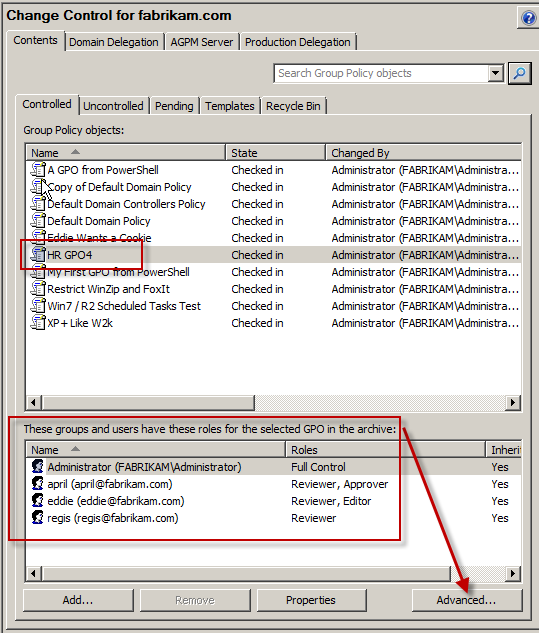 Change Control for fabrikam.com
Contents Domain Delegation AGPM Server Production Delegation
Search Group Policy objects
Controlled Uncontrolled Pending Templates Recycle Bin
Group Policy objects:
Name State Changed By
A GPO from PowerShell Checked in Administrator (FABRIKAM\Administra...
Copy of Default Domain Policy Checked in Administrator (FABRIKAM\Administra...
Default Domain Controllers Policy Checked in Administrator (FABRIKAM\Administra...
Default Domain Policy Checked in Administrator (FABRIKAM\Administra...
Eddie Wants a Cookie Checked in Administrator (FABRIKAM\Administra...
HR GPO4 Checked in Administrator (FABRIKAM\Administra...
My First GPO from PowerShell Checked in Administrator (FABRIKAM\Administra...
Restrict WinZip and FoxIt Checked in Administrator (FABRIKAM\Administra...
Win7 / R2 Scheduled Tasks Test Checked in Administrator (FABRIKAM\Administra...
XP+ Like W2k Checked in Administrator (FABRIKAM\Administra...
These groups and users have these roles for the selected GPO in the archive:
Name Roles Inherit
Administrator (FABRIKAM\Administrator) Full Control Yes
april (april@fabrikam.com) Reviewer, Approver Yes
eddie (eddie@fabrikam.com) Reviewer, Editor Yes
regis (regis@fabrikam.com) Reviewer Yes
Add... Remove Properties Advanced...